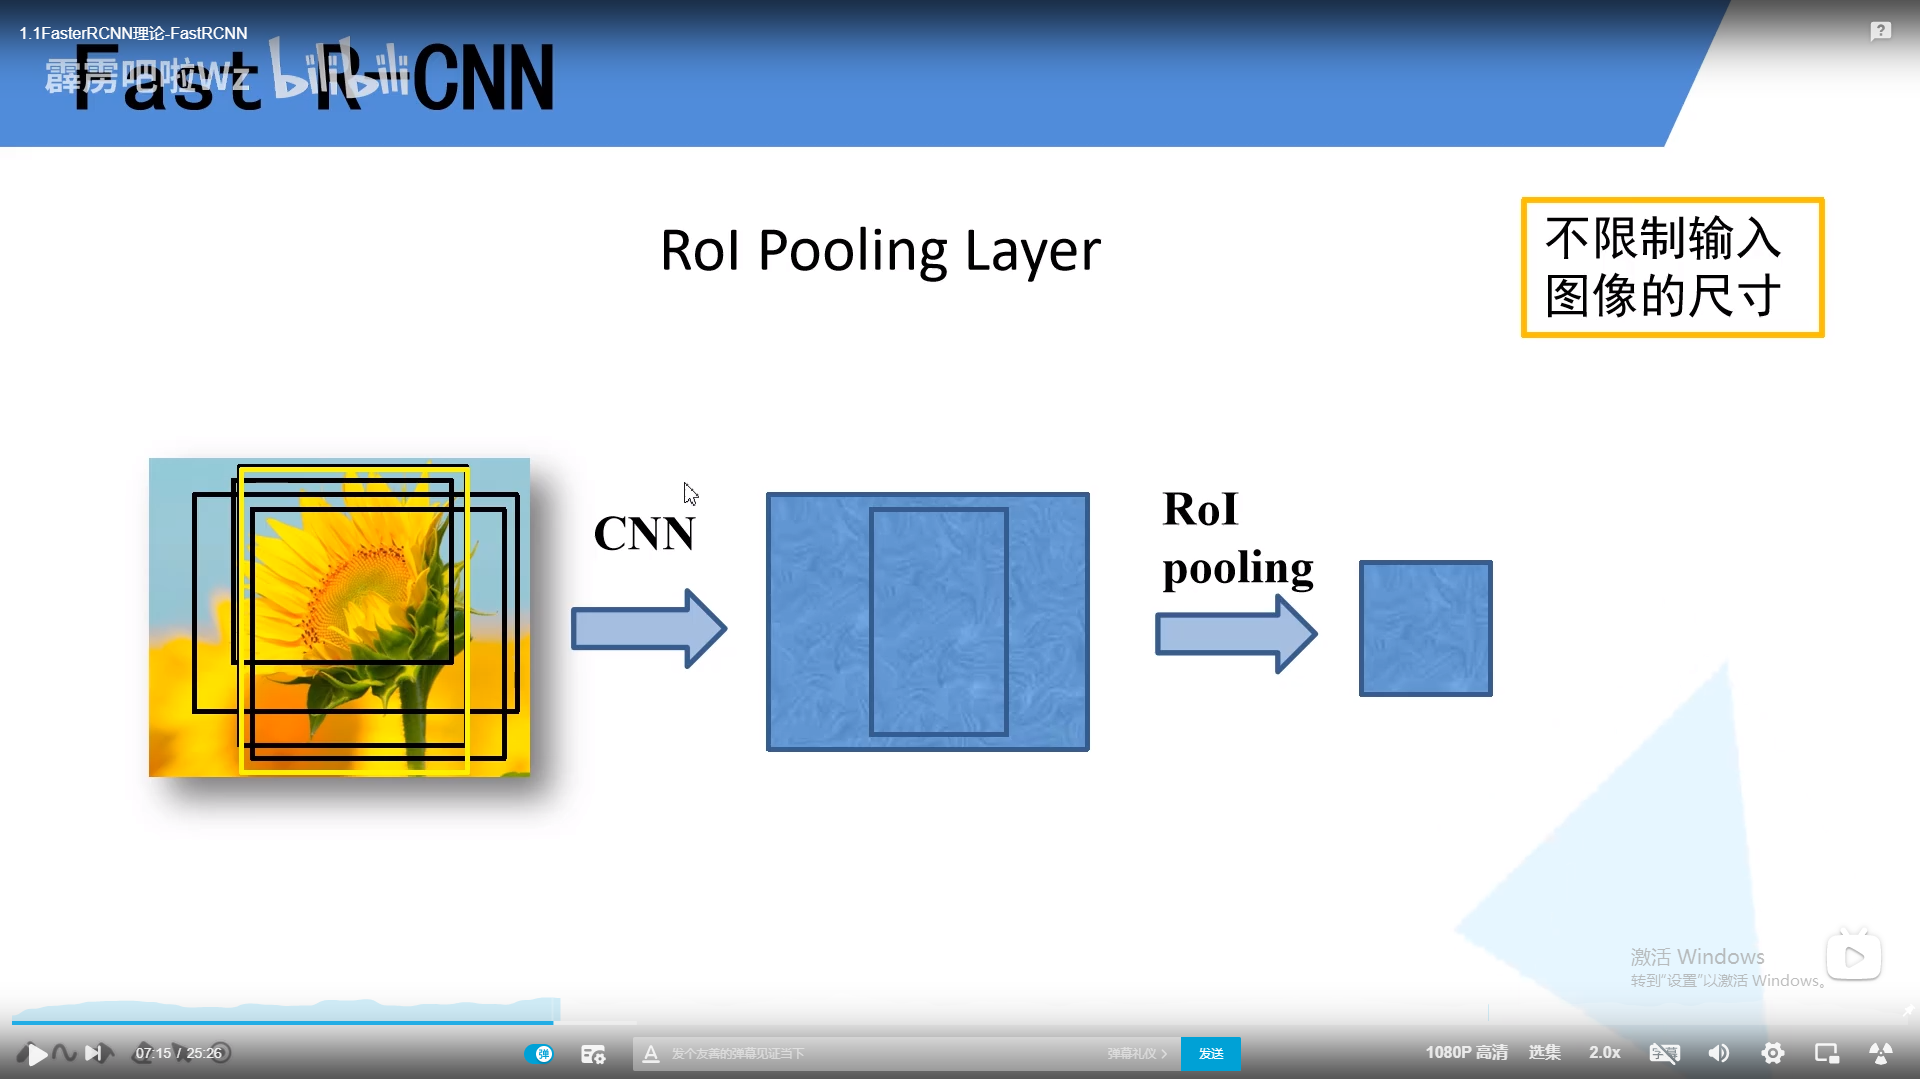 1.1FasterRCNN理论-FastRCNN
霹雳吧啦Wz bilibili
Fast R-CNN
RoI Pooling Layer
不限制输入
图像的尺寸
CNN
RoI
pooling
激活 Windows
转到“设置”以激活 Windows。
07:15 / 25:26
弹
发个友善的弹幕见证当下
弹幕礼仪 >
发送
1080P 高清
选集
2.0x
字幕